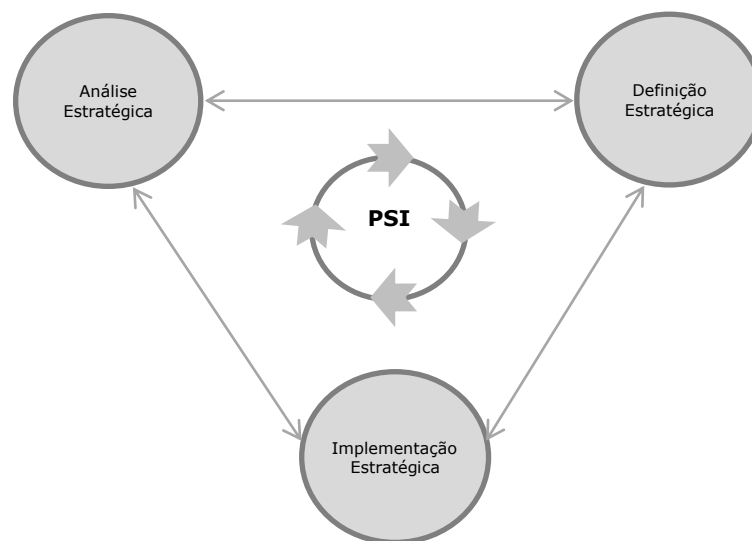 Análise
Estratégica
Definição
Estratégica
PSI
Implementação
Estratégica